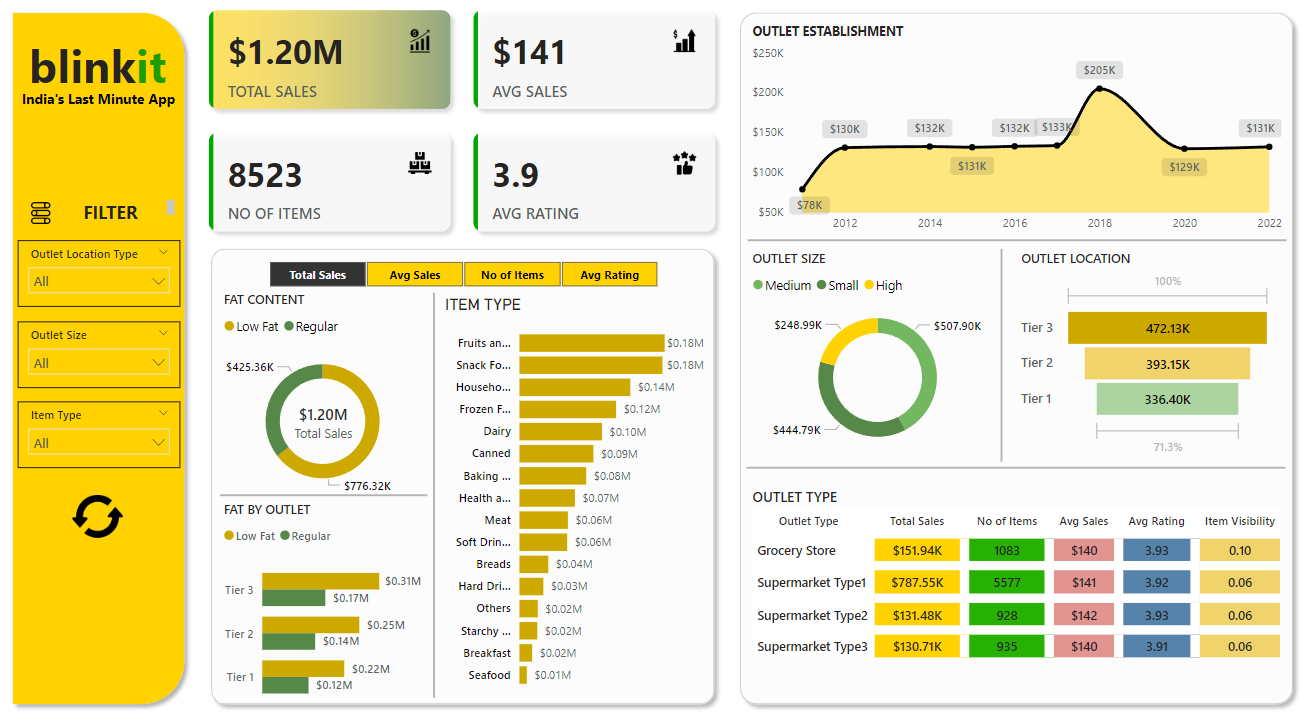 blinkit
India's Last Minute App
FILTER
Outlet Location Type
All
Outlet Size
All
Item Type
All
$1.20M
TOTAL SALES
$141
AVG SALES
8523
NO OF ITEMS
3.9
AVG RATING
Total Sales Avg Sales No of Items Avg Rating
FAT CONTENT
Low Fat Regular
$425.36K
$1.20M
Total Sales
$776.32K
FAT BY OUTLET
Low Fat Regular
Tier 3 $0.31M
$0.17M
Tier 2 $0.25M
$0.14M
Tier 1 $0.22M
$0.12M
ITEM TYPE
Fruits an... $0.18M
Snack Fo... $0.18M
Househo... $0.14M
Frozen F... $0.12M
Dairy $0.10M
Canned $0.09M
Baking ... $0.08M
Health a... $0.07M
Meat $0.06M
Soft Drin... $0.06M
Breads $0.04M
Hard Dri... $0.03M
Others $0.02M
Starchy ... $0.02M
Breakfast $0.02M
Seafood $0.01M
OUTLET ESTABLISHMENT
$250K
$200K
$150K
$100K
$50K
$78K
$130K
$132K
$131K
$132K
$133K
$205K
$129K
$131K
2012 2014 2016 2018 2020 2022
OUTLET SIZE
Medium Small High
$248.99K
$507.90K
$444.79K
OUTLET LOCATION
100%
Tier 3 472.13K
Tier 2 393.15K
Tier 1 336.40K
71.3%
OUTLET TYPE
Outlet Type Total Sales No of Items Avg Sales Avg Rating Item Visibility
Grocery Store $151.94K 1083 $140 3.93 0.10
Supermarket Type1 $787.55K 5577 $141 3.92 0.06
Supermarket Type2 $131.48K 928 $142 3.93 0.06
Supermarket Type3 $130.71K 935 $140 3.91 0.06